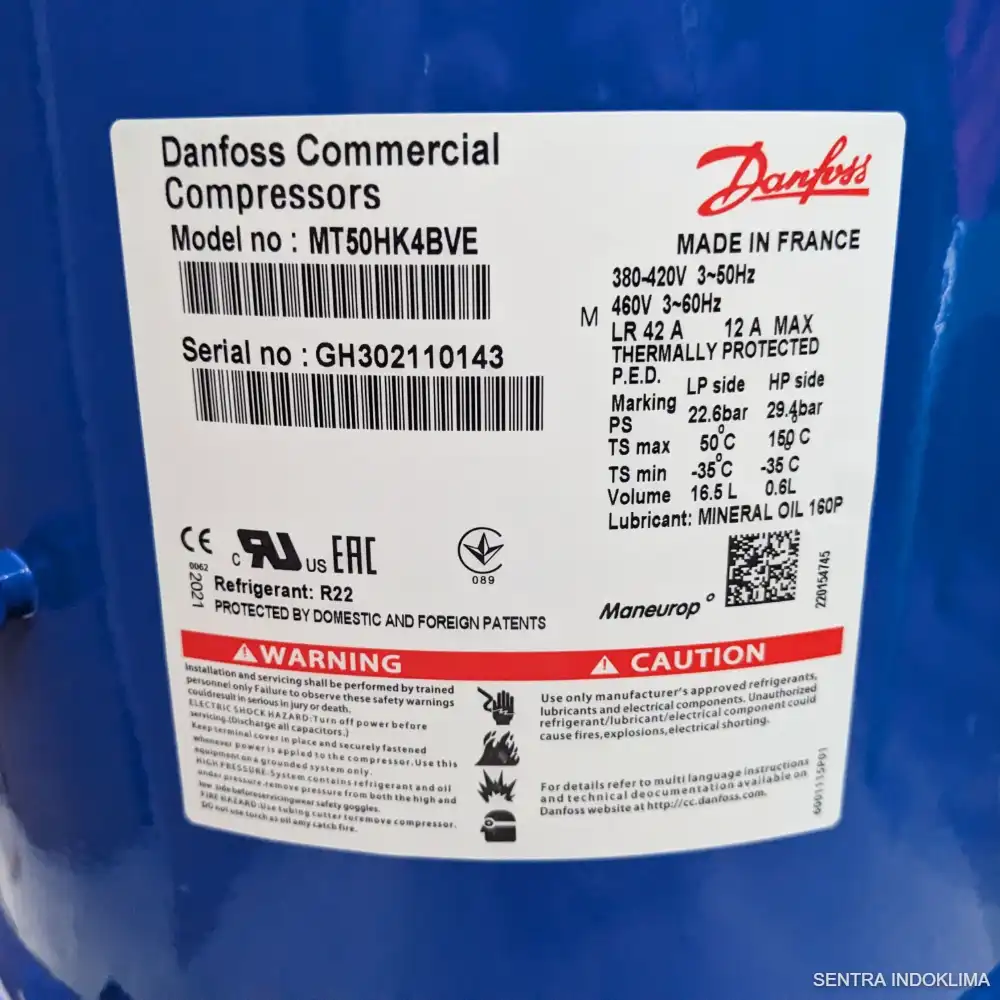 Danfoss Commercial
Compressors
Model no : MT50HK4BVE
Serial no : GH302110143
Danfoss
MADE IN FRANCE
380-420V 3~50Hz
460V 3~60Hz
M
LR 42 A 12 A MAX
THERMALLY PROTECTED
P.E.D. LP side HP side
Marking
PS 22.6bar 29.4bar
TS max 50°C 150°C
TS min -35°C -35°C
Volume 16.5 L 0.6L
Lubricant: MINERAL OIL 160P
CE
0062
2021
c RU US EAC
089
Refrigerant: R22
PROTECTED BY DOMESTIC AND FOREIGN PATENTS
Maneurop°
220154745
WARNING
Installation and servicing shall be performed by trained
personnel only Failure to observe these safety warnings
couldresult in serious in jury or death.
ELECTRIC SHOCK HAZARD:Turn off power before
servicing.(Discharge all capacitors.)
Keep terminal cover in place and securely fastened
whenever power is applied to the compressor. Use this
equipment on a grounded system only.
HIGH PRESSURE: System contains refrigerant and oil
under pressure. remove pressure from both the high and
low side beforeservicingwear safety goggles.
FIRE HAZARD:Use tubing cutter toremove compressor.
DO not use torch as oil amy catch fire.
CAUTION
Use only manufacturer's approved refrigerants,
lubricants and electrical components. Unauthorized
refrigerant/lubricant/electrical component could
cause fires,explosions,electrical shorting.
For details refer to multi language instructions
and technical deocumentation available on
Danfoss website at http://cc.danfoss.com.
SENTRA INDOKLIMA